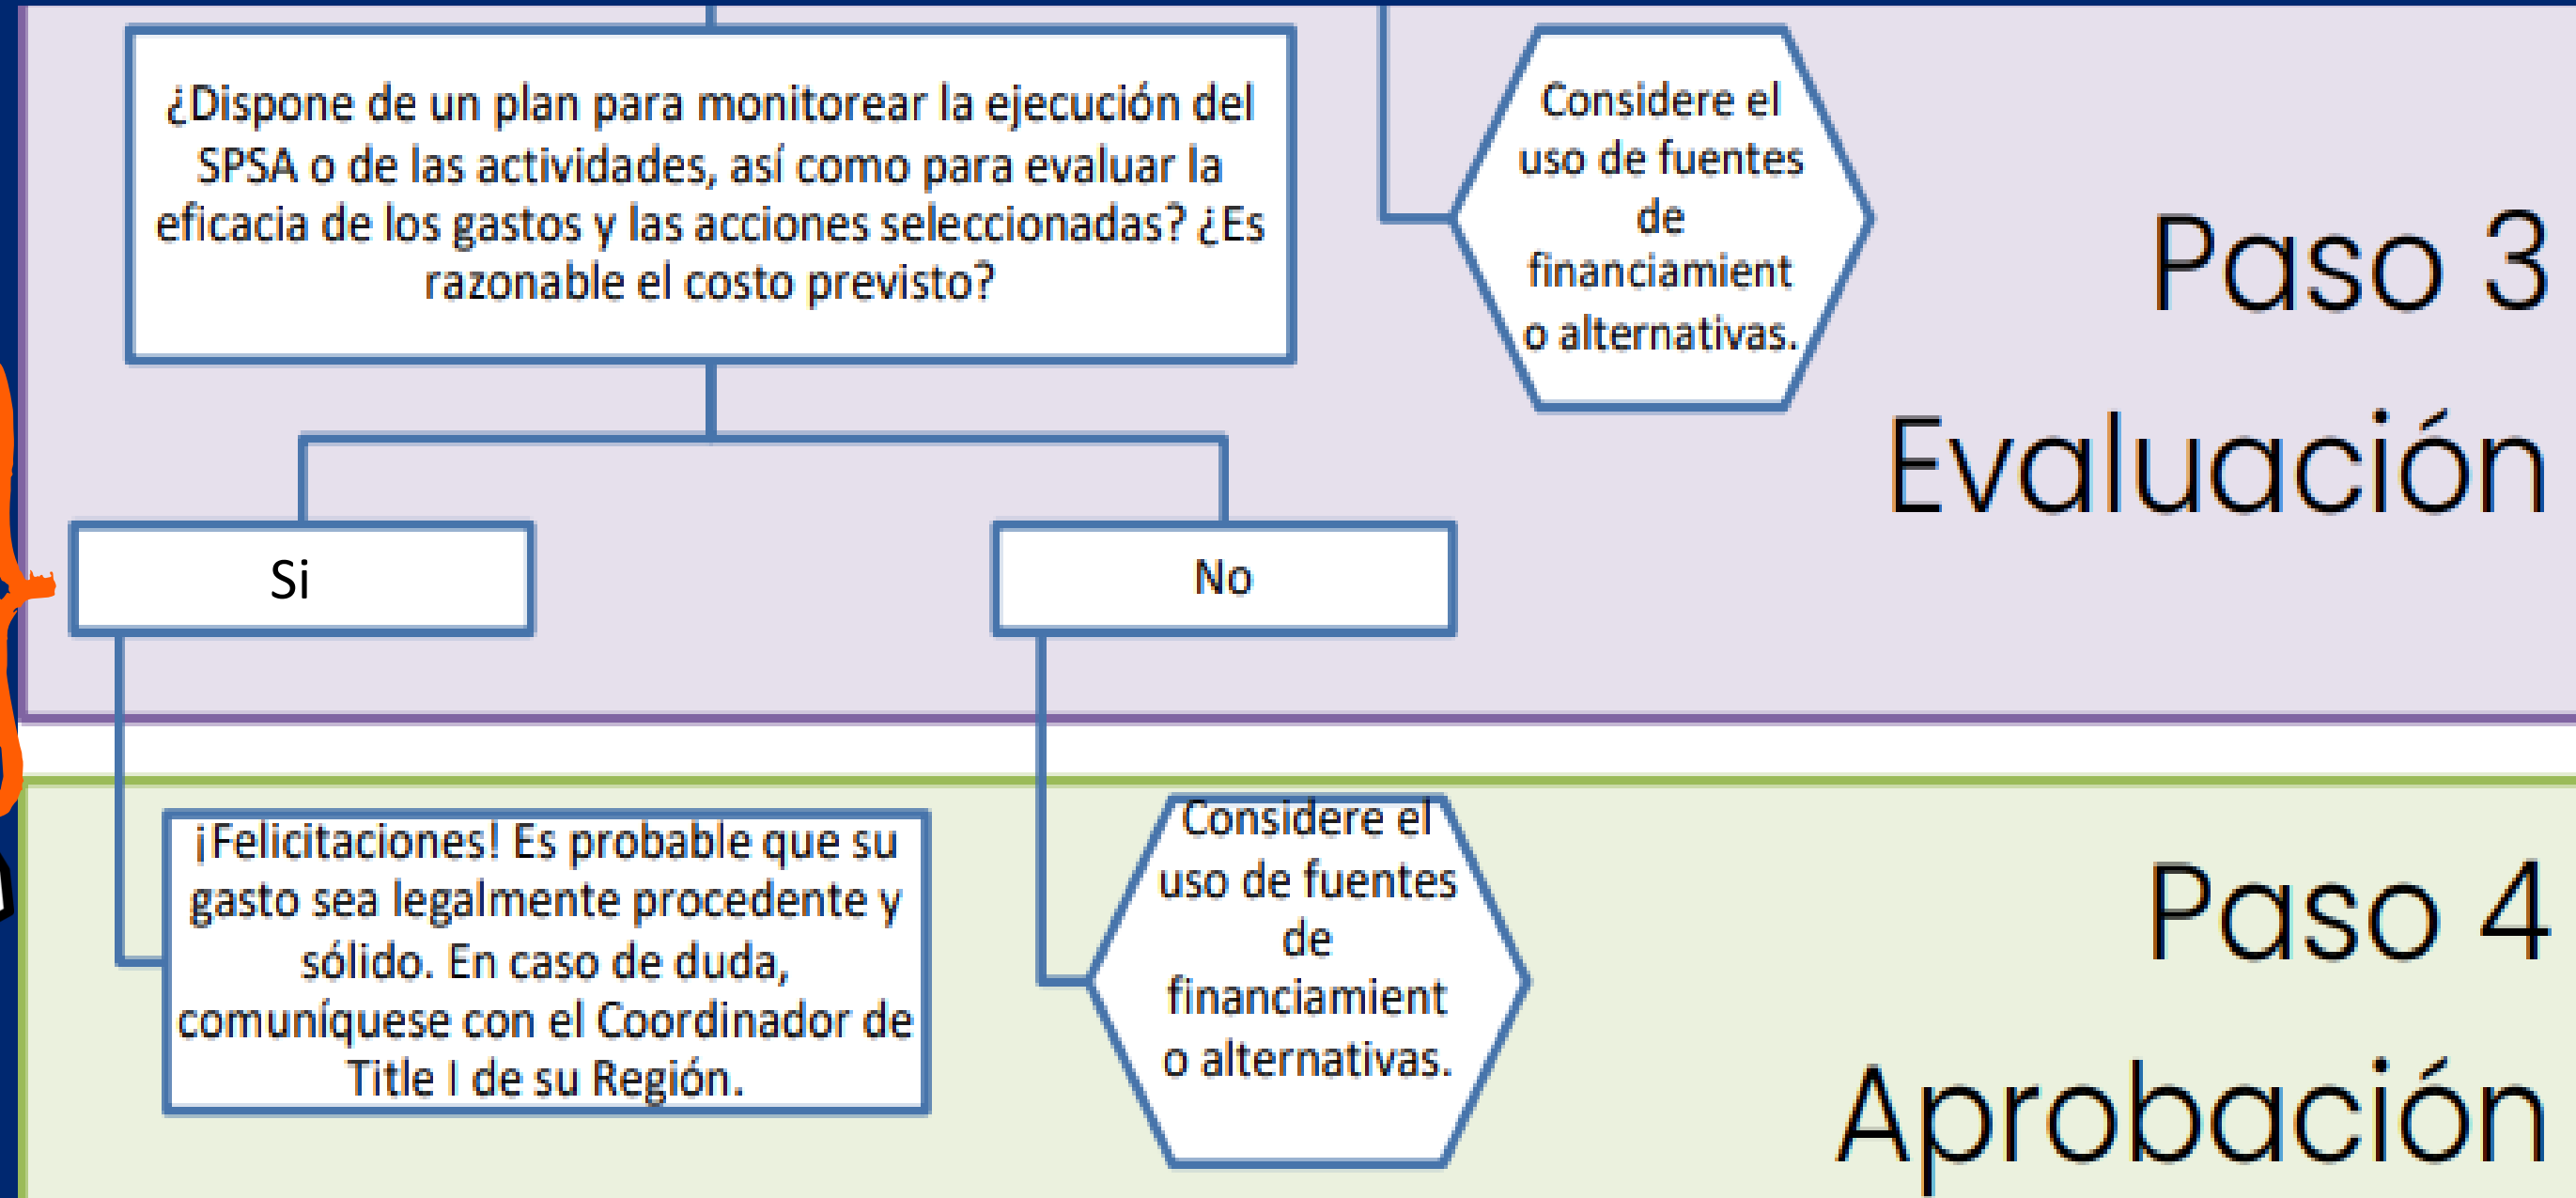 ¿Dispone de un plan para monitorear la ejecución del
SPSA o de las actividades, así como para evaluar la
eficacia de los gastos y las acciones seleccionadas? ¿Es
razonable el costo previsto?
Considere el
uso de fuentes
de
financiamient
o alternativas.
Paso 3
Evaluación
Si
No
¡Felicitaciones! Es probable que su
gasto sea legalmente procedente y
sólido. En caso de duda,
comuníquese con el Coordinador de
Title I de su Región.
Considere el
uso de fuentes
de
financiamient
o alternativas.
Paso 4
Aprobación